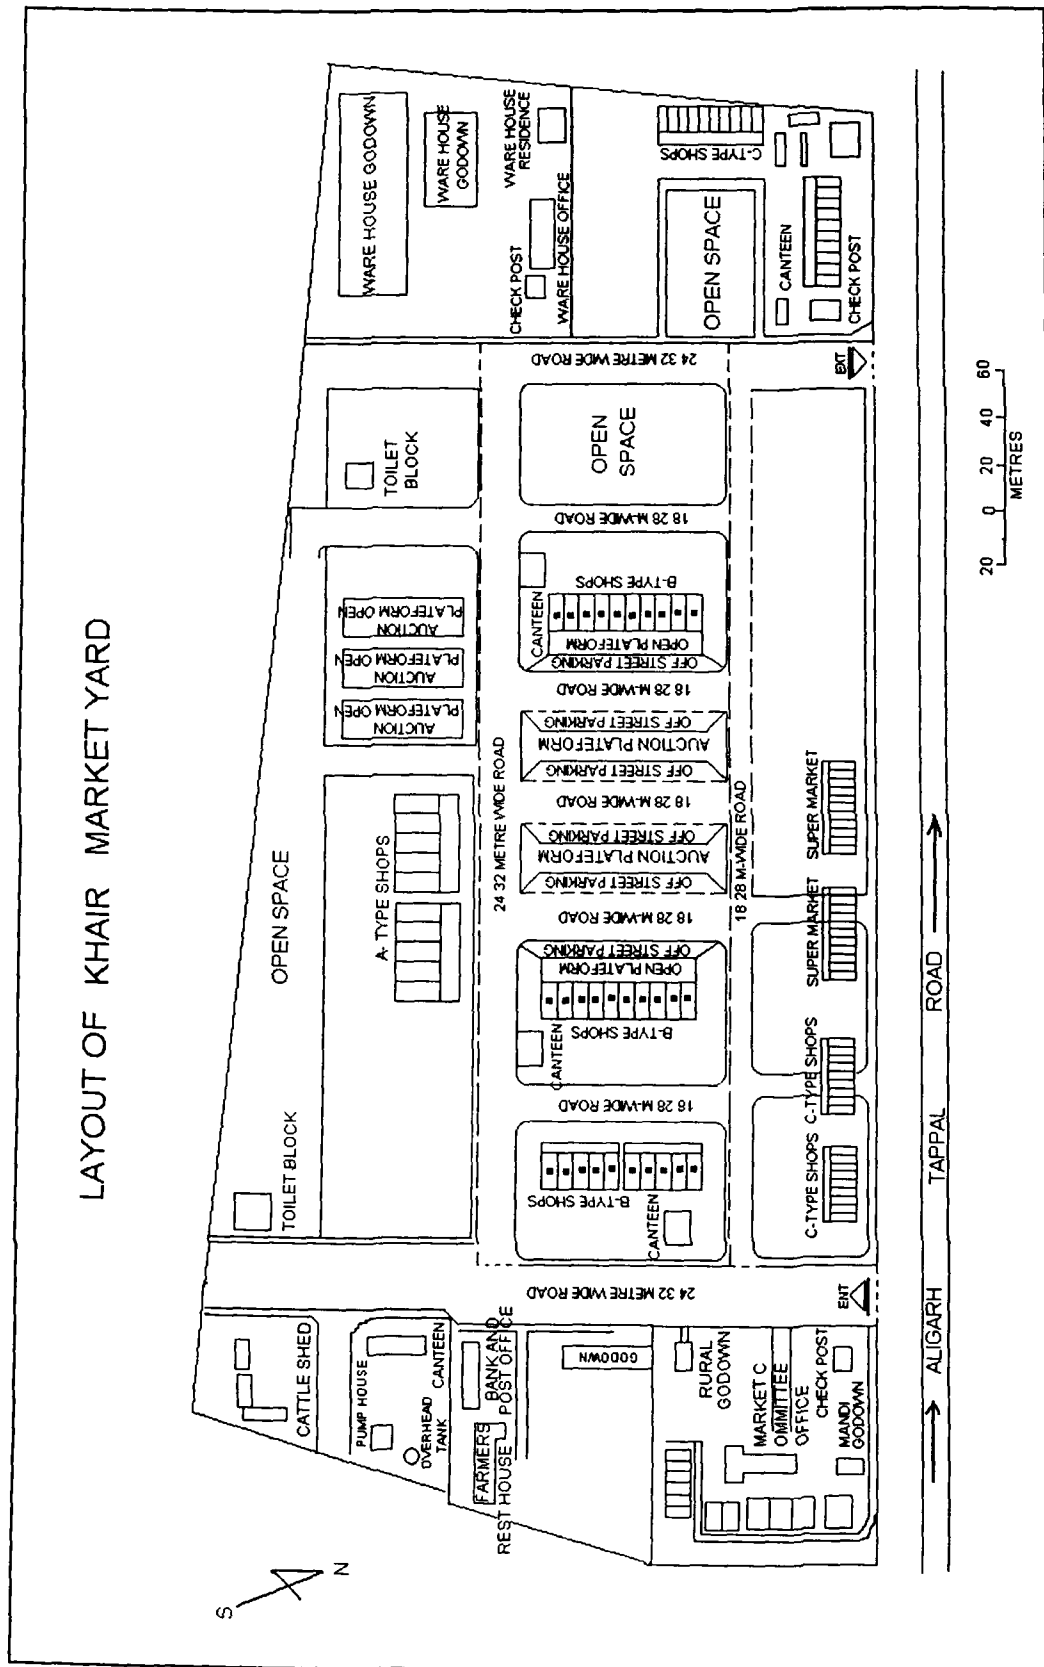 LAYOUT OF KHAIR MARKET YARD
S
N
CATTLE SHED
PUMP HOUSE
OVERHEAD
TANK
CANTEEN
FARMERS
REST HOUSE
BANK AND
POST OFFICE
GODOWN
RURAL
GODOWN
MARKET C
OMMITTEE
OFFICE
CHECK POST
MANDI
GODOWN
24 32 METRE WIDE ROAD
ENT
TOILET BLOCK
OPEN SPACE
A- TYPE SHOPS
AUCTION
PLATEFORM OPEN
AUCTION
PLATEFORM OPEN
AUCTION
PLATEFORM OPEN
TOILET
BLOCK
24 32 METRE WIDE ROAD
B-TYPE SHOPS
CANTEEN
18 28 M-WIDE ROAD
CANTEEN
B-TYPE SHOPS
OPEN PLATEFORM
OFF STREET PARKING
18 28 M-WIDE ROAD
OFF STREET PARKING
AUCTION PLATEFORM
OFF STREET PARKING
18 28 M-WIDE ROAD
OFF STREET PARKING
AUCTION PLATEFORM
OFF STREET PARKING
18 28 M-WIDE ROAD
OFF STREET PARKING
OPEN PLATEFORM
CANTEEN
B-TYPE SHOPS
18 28 M-WIDE ROAD
OPEN
SPACE
24 32 METRE WIDE ROAD
18 28 M-WIDE ROAD
C-TYPE SHOPS
C-TYPE SHOPS
SUPER MARKET
SUPER MARKET
EXT
WARE HOUSE GODOWN
WARE HOUSE
GODOWN
WARE HOUSE
RESIDENCE
CHECK POST
WARE HOUSE OFFICE
C-TYPE SHOPS
OPEN SPACE
CANTEEN
CHECK POST
ALIGARH
TAPPAL
ROAD
20 0 20 40 60
METRES